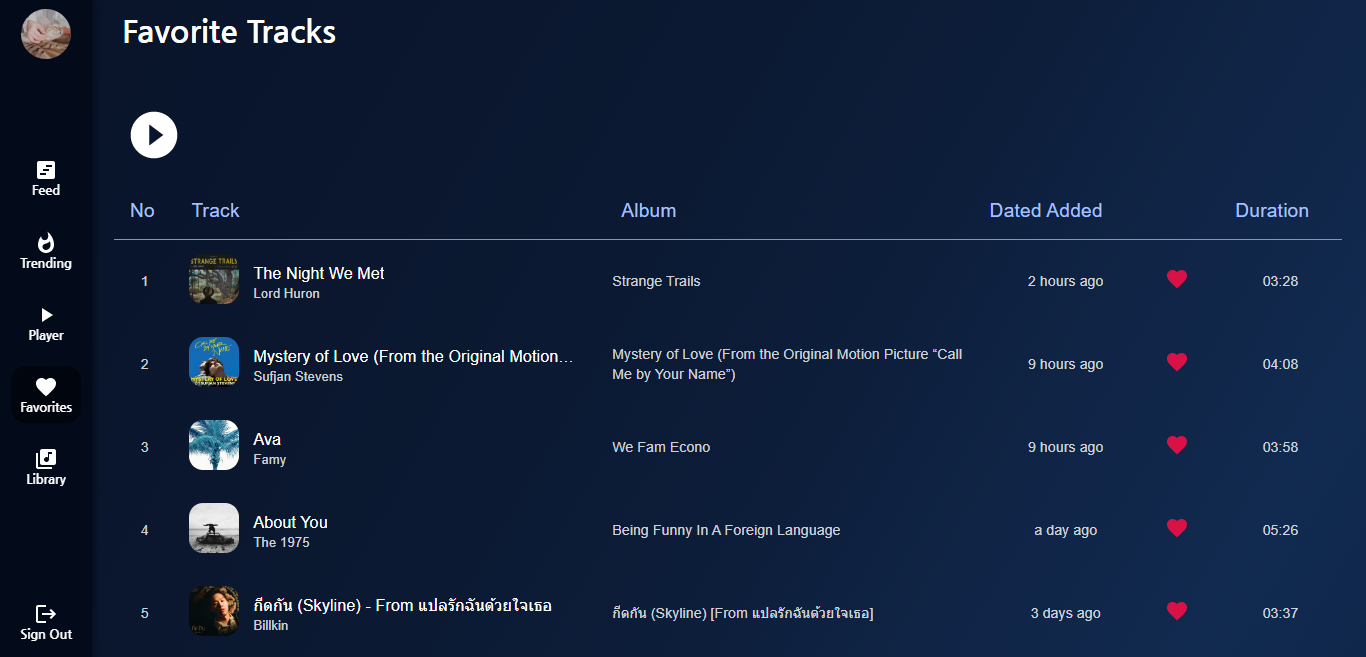 Favorite Tracks
Feed
Trending
Player
Favorites
Library
Sign Out
No Track Album Dated Added Duration
1 The Night We Met Strange Trails 2 hours ago 03:28
Lord Huron
STRANGE TRAILS
2 Mystery of Love (From the Original Motion… 9 hours ago 04:08
Sufjan Stevens
Mystery of Love (From the Original Motion Picture “Call
Me by Your Name”)
MYSTERY OF LOVE
3 Ava We Fam Econo 9 hours ago 03:58
Famy
4 About You Being Funny In A Foreign Language a day ago 05:26
The 1975
5 กีดกัน (Skyline) - From แปลรักฉันด้วยใจเธอ กีดกัน (Skyline) [From แปลรักฉันด้วยใจเธอ] 3 days ago 03:37
Billkin